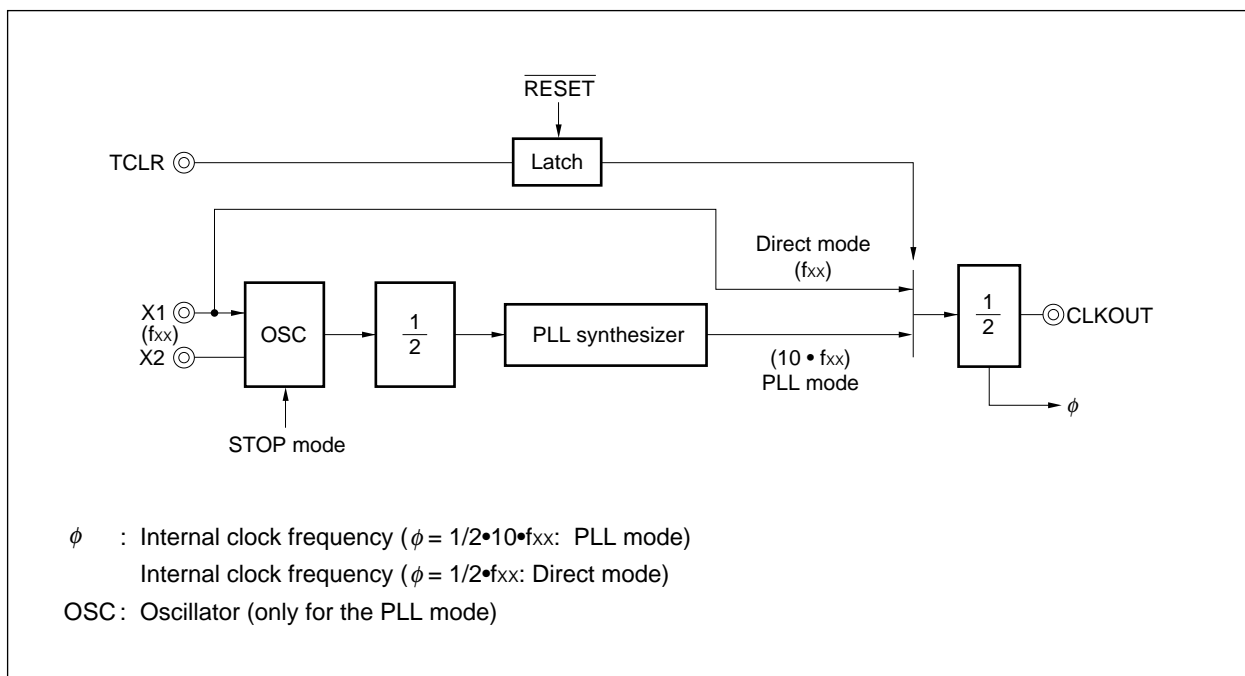 RESET
TCLR
Latch
Direct mode
(fxx)
X1
(fxx)
X2
OSC
1
2
PLL synthesizer
(10 • fxx)
PLL mode
1
2
CLKOUT
ϕ
STOP mode
ϕ : Internal clock frequency (ϕ = 1/2•10•fxx: PLL mode)
Internal clock frequency (ϕ = 1/2•fxx: Direct mode)
OSC : Oscillator (only for the PLL mode)